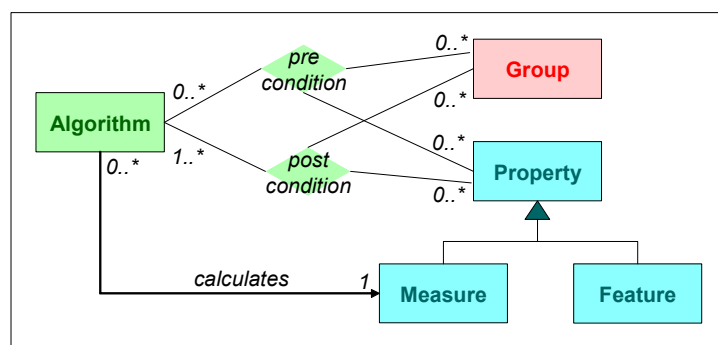 pre
condition
0..*
Group
0..*
0..*
Algorithm
0..*
1..*
post
condition
0..*
Property
0..*
calculates
1
Measure
Feature